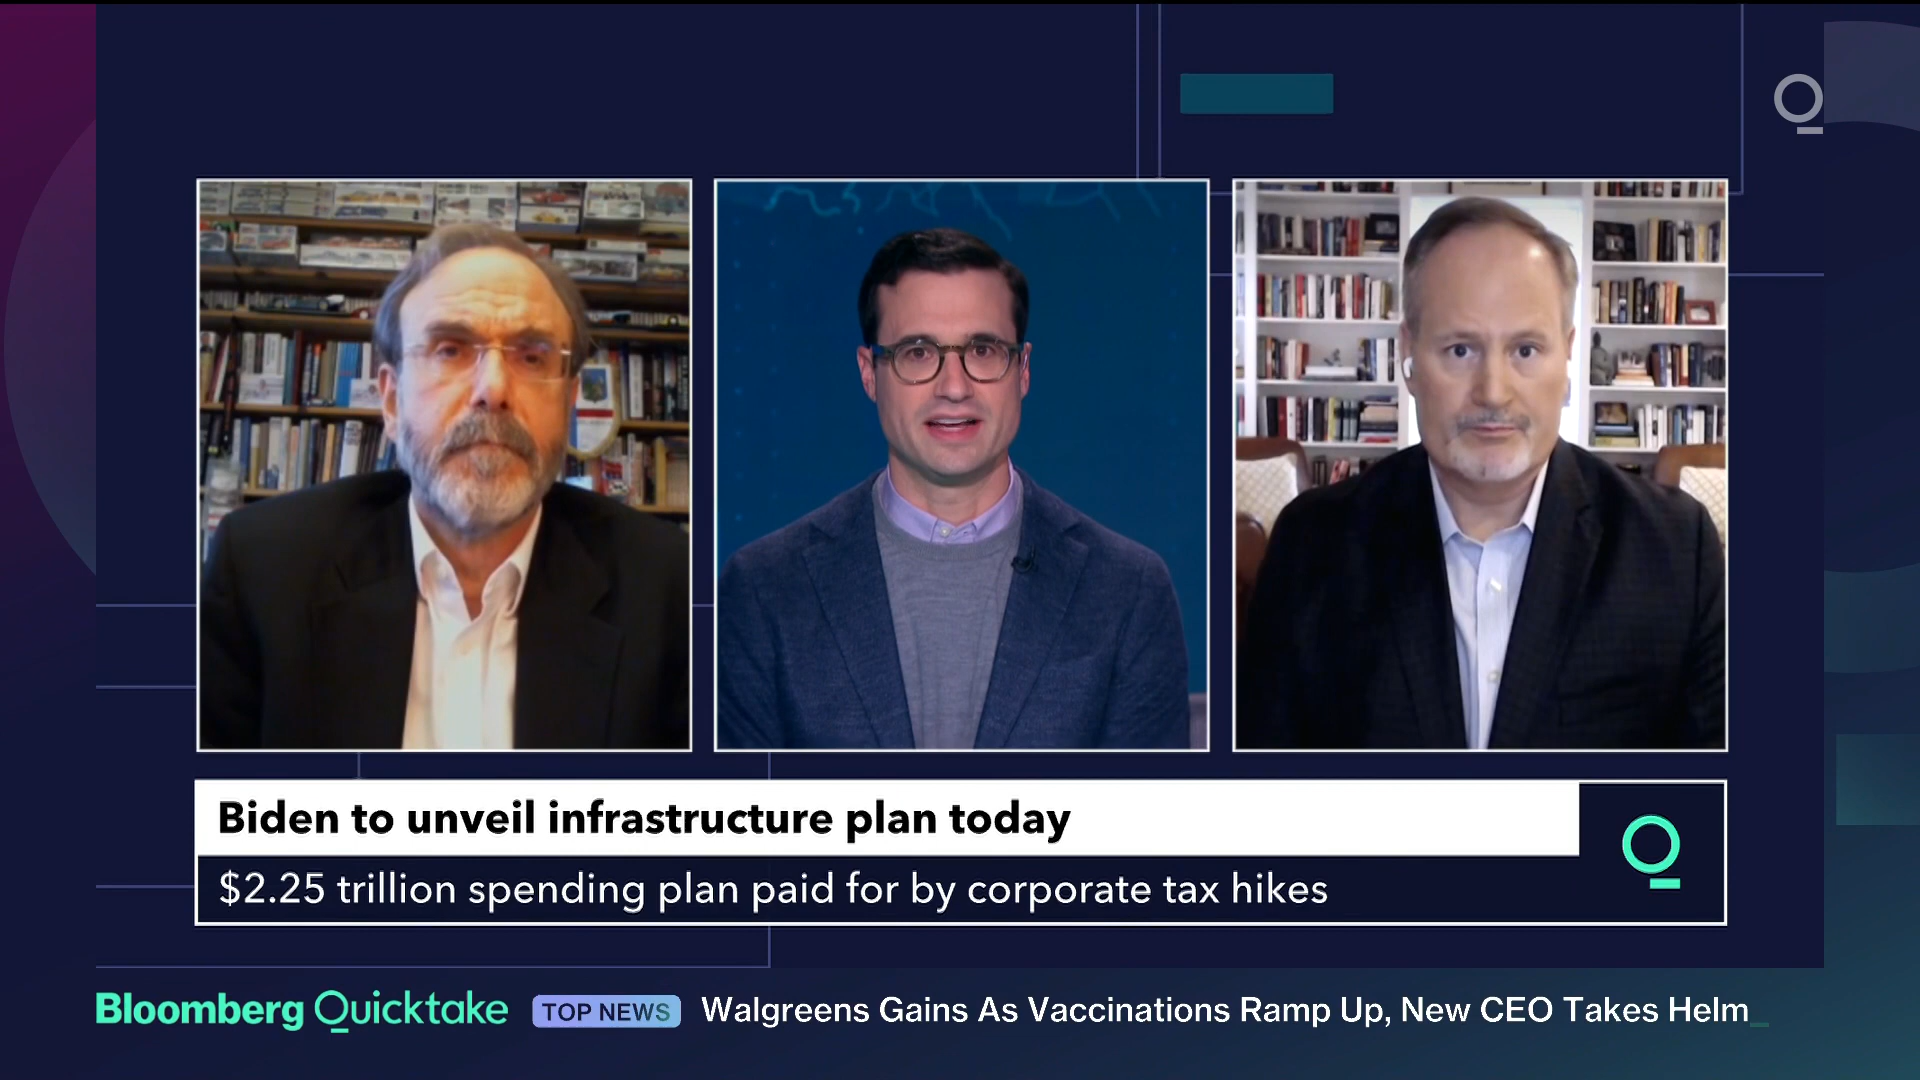 Biden to unveil infrastructure plan today
$2.25 trillion spending plan paid for by corporate tax hikes
Bloomberg Quicktake TOP NEWS Walgreens Gains As Vaccinations Ramp Up, New CEO Takes Helm_